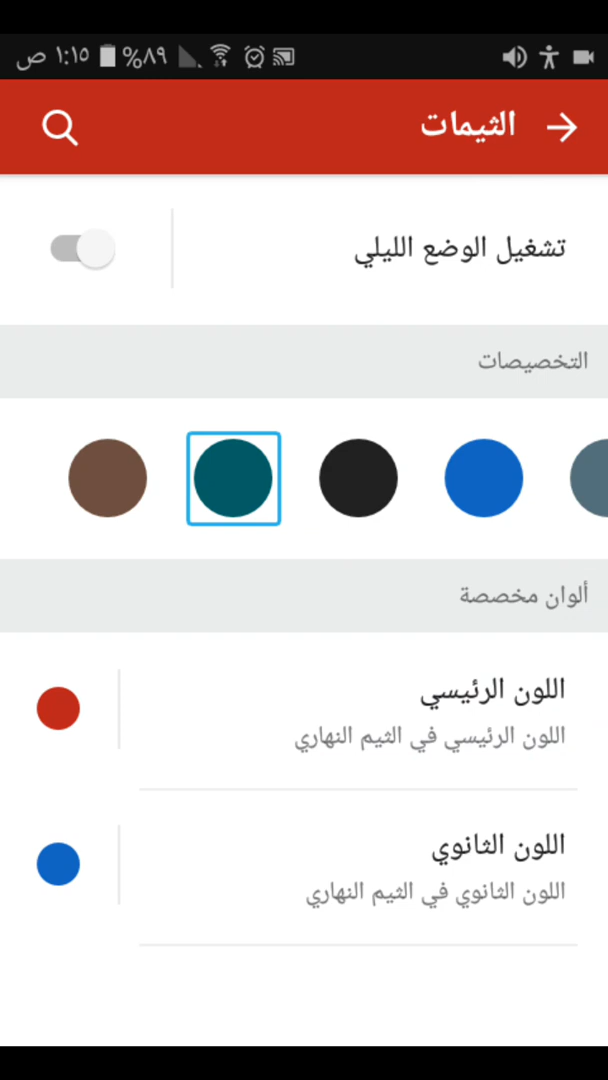 ١:١٥ ص ٨٩%
الثيمات
تشغيل الوضع الليلي
التخصيصات
ألوان مخصصة
اللون الرئيسي
اللون الرئيسي في الثيم النهاري
اللون الثانوي
اللون الثانوي في الثيم النهاري